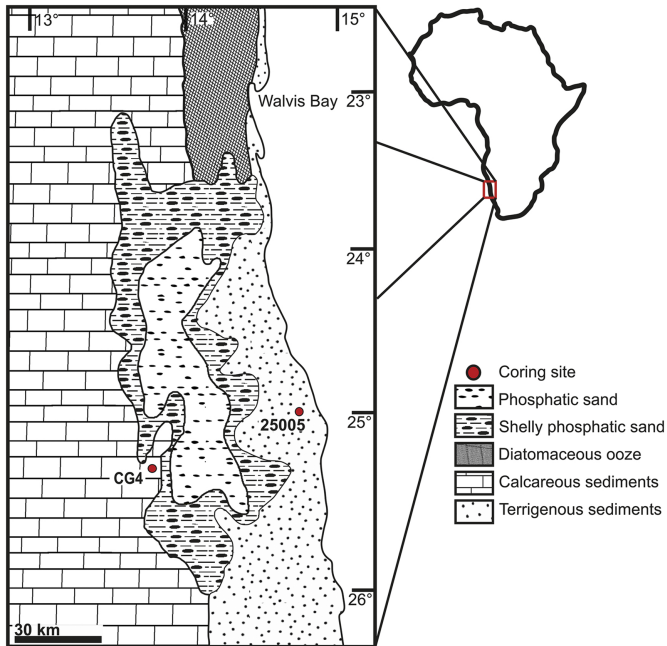 13°
14°
15°
Walvis Bay
23°
24°
25°
25005
CG4
26°
30 km
Coring site
Phosphatic sand
Shelly phosphatic sand
Diatomaceous ooze
Calcareous sediments
Terrigenous sediments